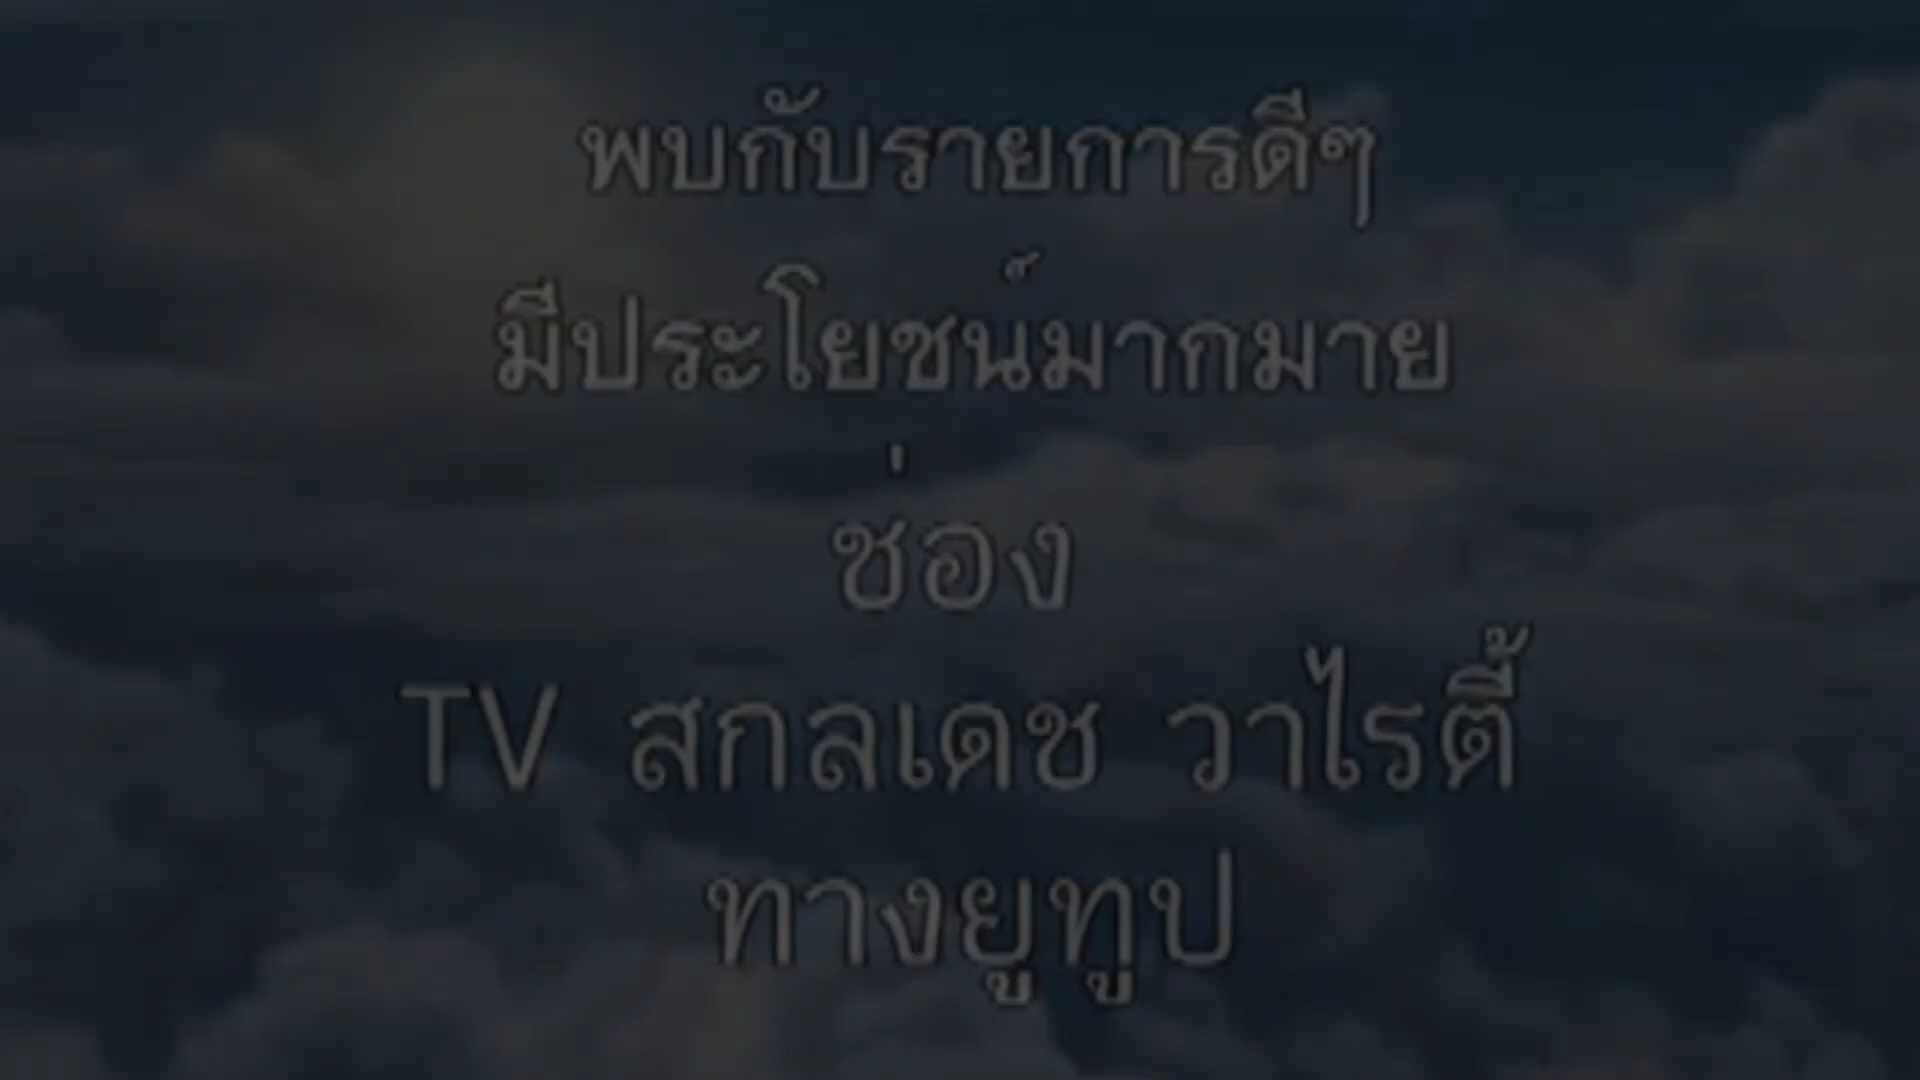 พบกับรายการดีๆ
มีประโยชน์มากมาย
ช่อง
TV สกลเดช วาไรตี้
ทางยูทูป